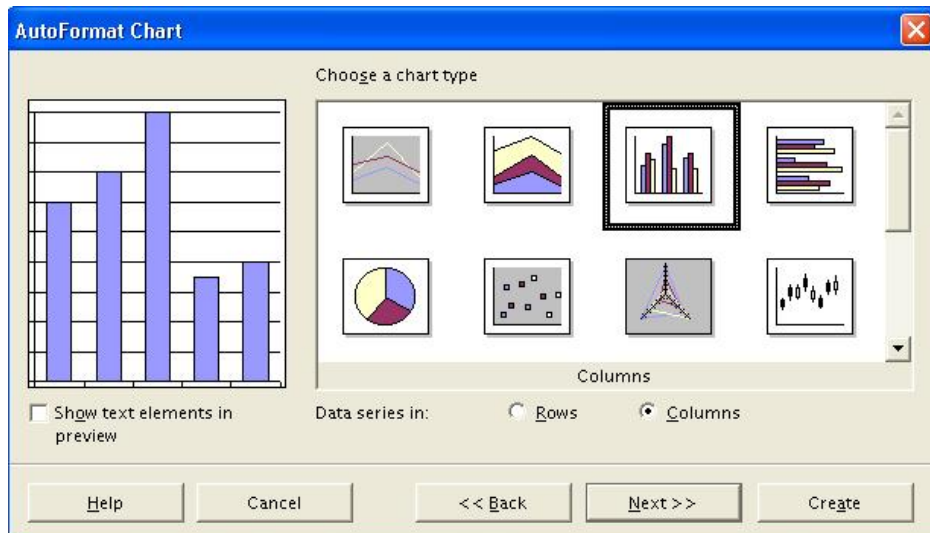 AutoFormat Chart
Choose a chart type
Columns
Show text elements in
preview
Data series in:
Rows
Columns
Help
Cancel
<< Back
Next >>
Create